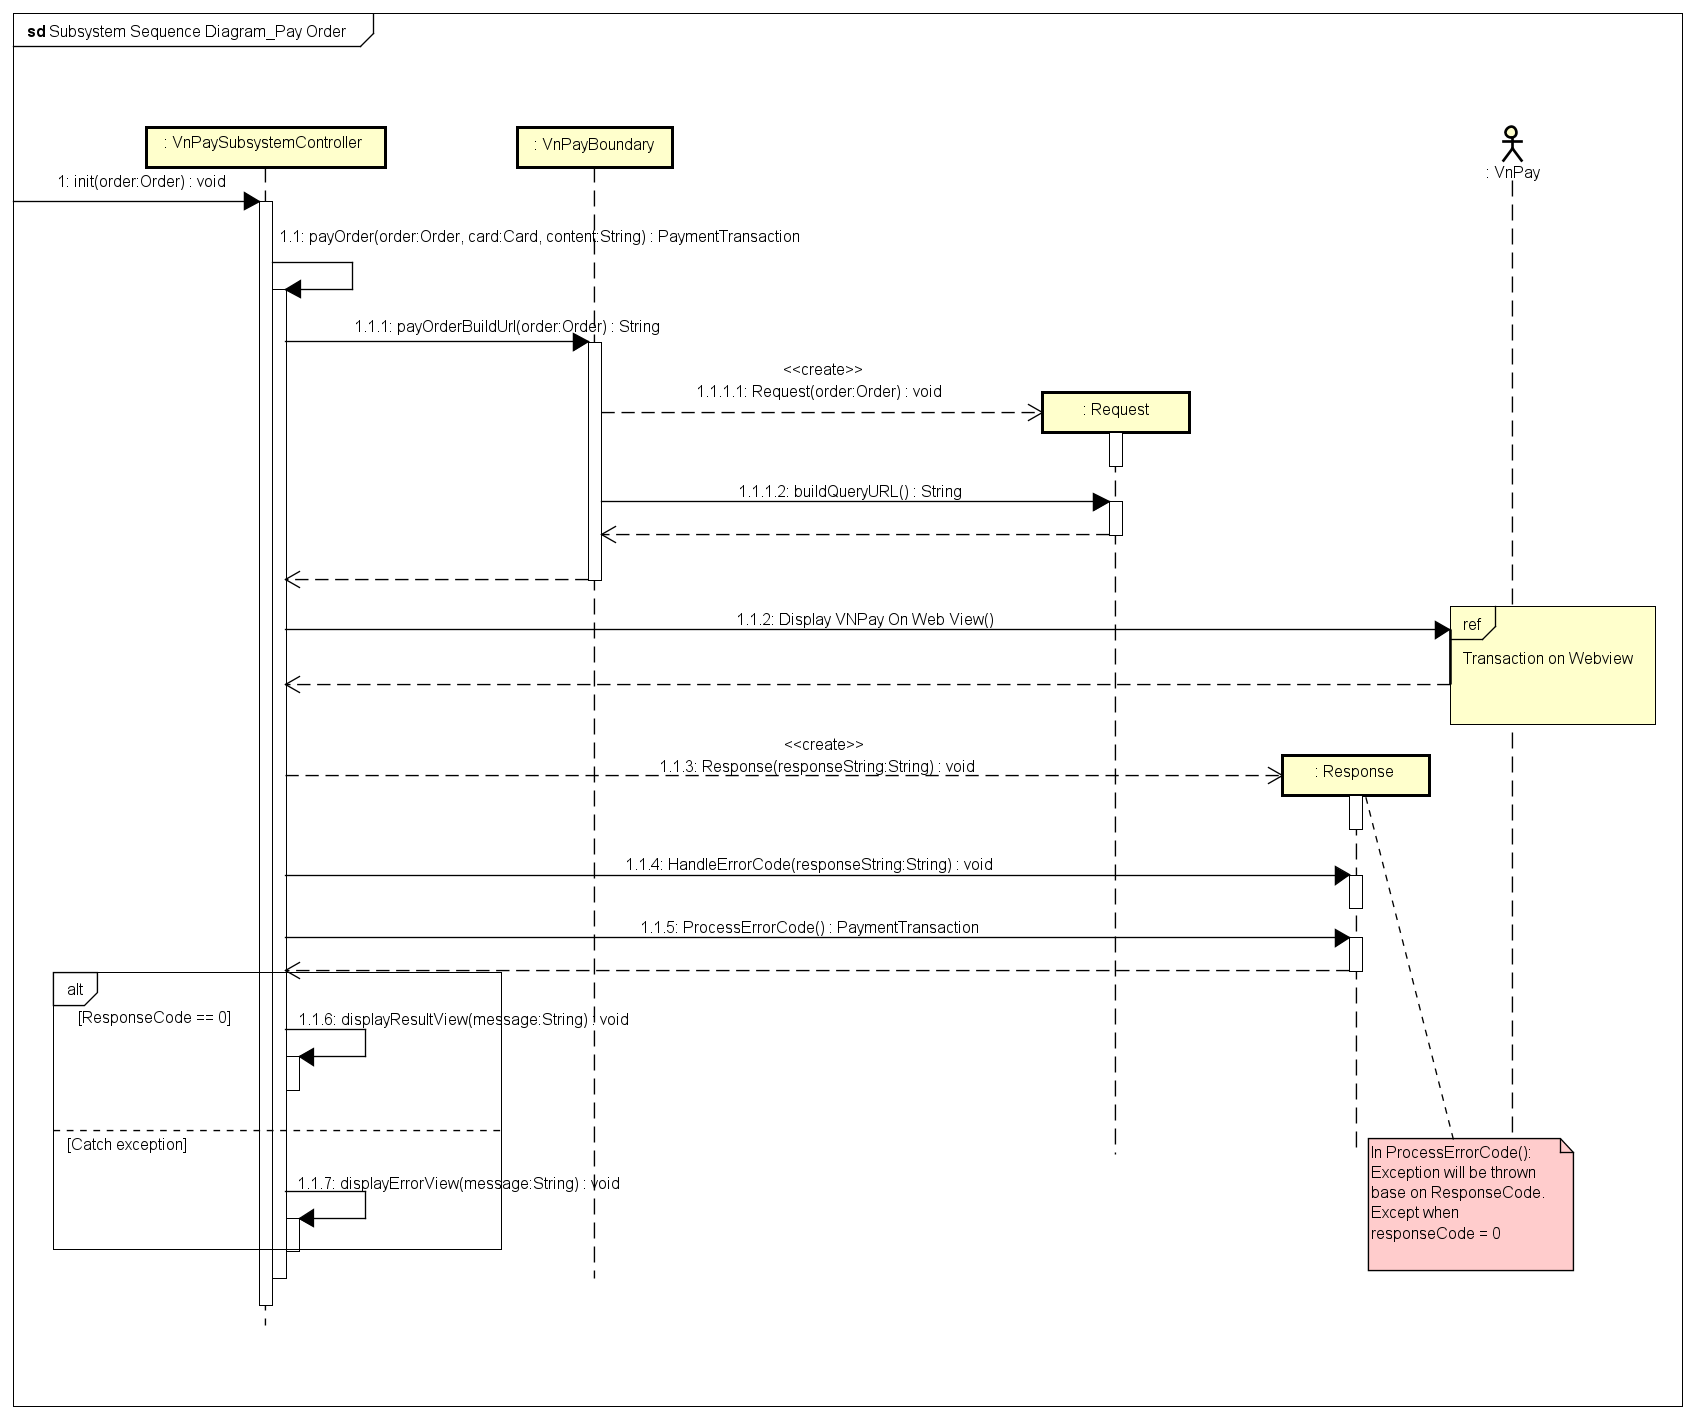 sd Subsystem Sequence Diagram_Pay Order
: VnPaySubsystemController
: VnPayBoundary
: VnPay
1: init(order:Order) : void
1.1: payOrder(order:Order, card:Card, content:String) : PaymentTransaction
1.1.1: payOrderBuildUrl(order:Order) : String
<<create>>
1.1.1.1: Request(order:Order) : void
: Request
1.1.1.2: buildQueryURL() : String
1.1.2: Display VNPay On Web View()
ref
Transaction on Webview
<<create>>
1.1.3: Response(responseString:String) : void
: Response
1.1.4: HandleErrorCode(responseString:String) : void
1.1.5: ProcessErrorCode() : PaymentTransaction
alt
[ResponseCode == 0]
1.1.6: displayResultView(message:String) : void
[Catch exception]
1.1.7: displayErrorView(message:String) : void
In ProcessErrorCode():
Exception will be thrown
base on ResponseCode.
Except when
responseCode = 0